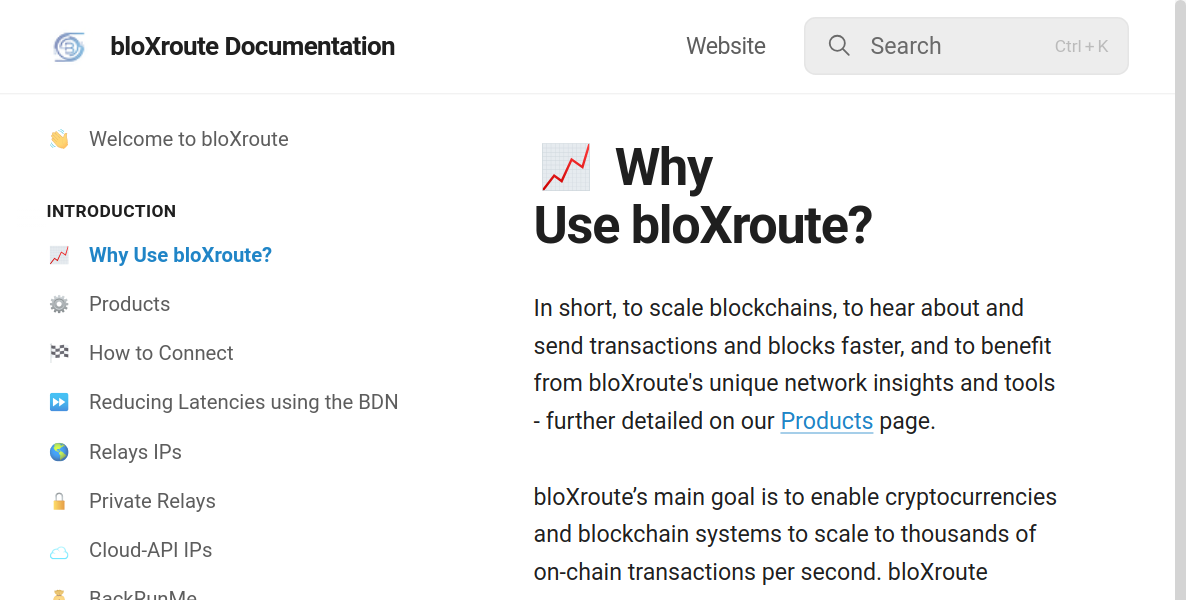 bloXroute Documentation
Website
Search
Ctrl + K
Welcome to bloXroute
INTRODUCTION
Why Use bloXroute?
Products
How to Connect
Reducing Latencies using the BDN
Relays IPs
Private Relays
Cloud-API IPs
BackRunMe
Why
Use bloXroute?
In short, to scale blockchains, to hear about and
send transactions and blocks faster, and to benefit
from bloXroute's unique network insights and tools
- further detailed on our Products page.
bloXroute’s main goal is to enable cryptocurrencies
and blockchain systems to scale to thousands of
on-chain transactions per second. bloXroute